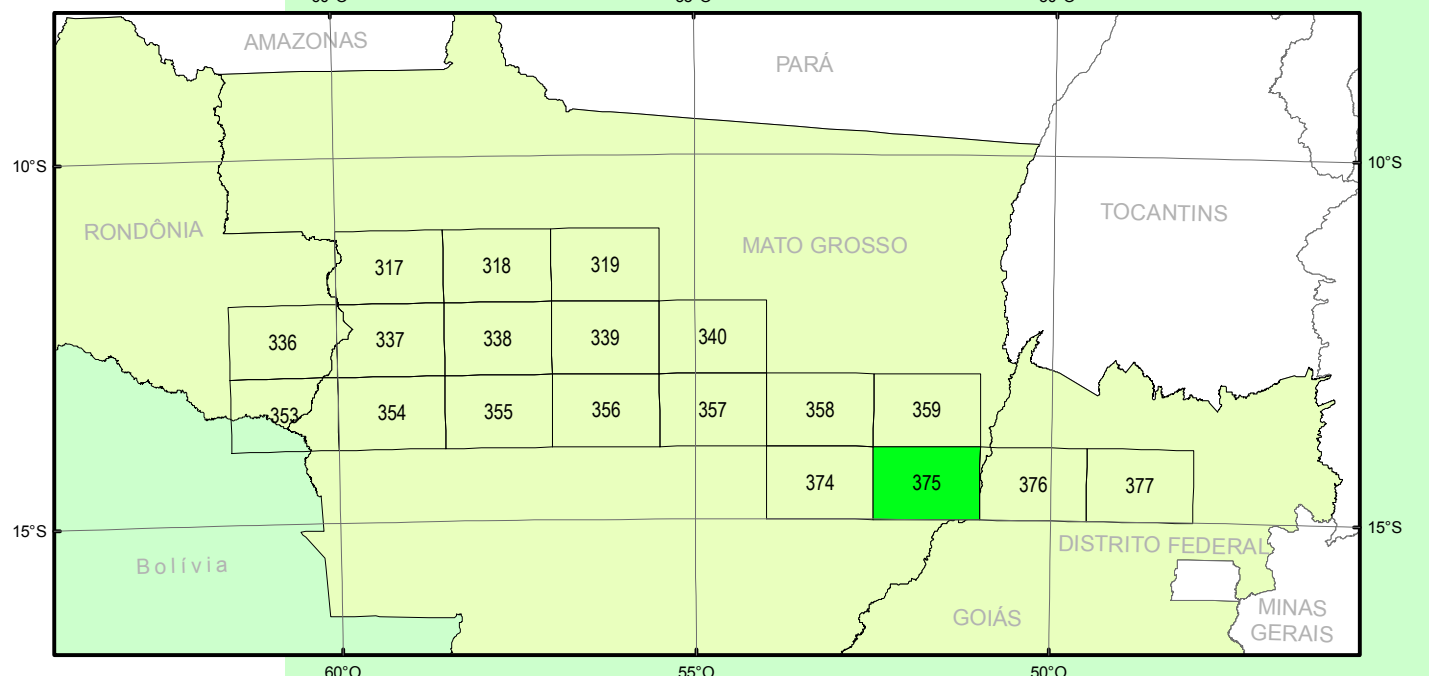 AMAZONAS
PARÁ
10°S
10°S
TOCANTINS
RONDÔNIA
MATO GROSSO
317
318
319
336
337
338
339
340
353
354
355
356
357
358
359
374
375
376
377
15°S
15°S
DISTRITO FEDERAL
Bolívia
GOIÁS
MINAS
GERAIS
60°O
55°O
50°O